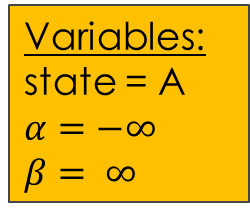 Variables:
state = A
𝛼 = −∞
𝛽 = ∞